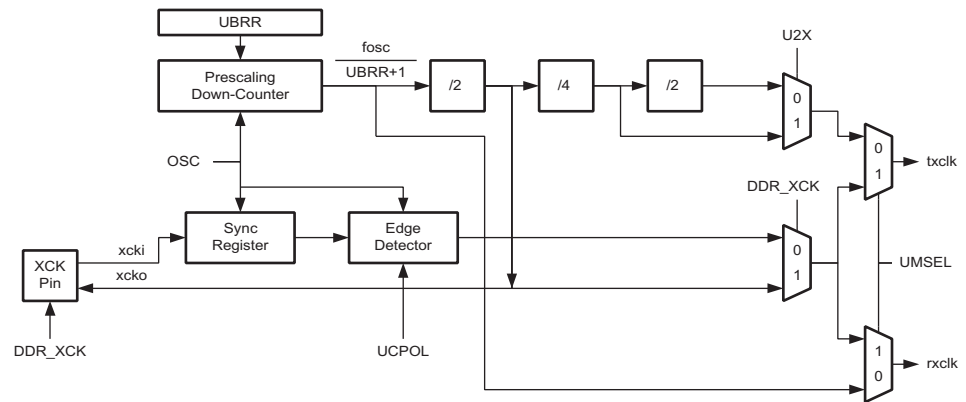 UBRR
U2X
fosc
UBRR+1
Prescaling
Down-Counter
/2
/4
/2
0
1
OSC
0
1
txclk
DDR_XCK
Sync
Register
Edge
Detector
xcki
0
1
XCK
Pin
xcko
UMSEL
DDR_XCK
UCPOL
1
0
rxclk